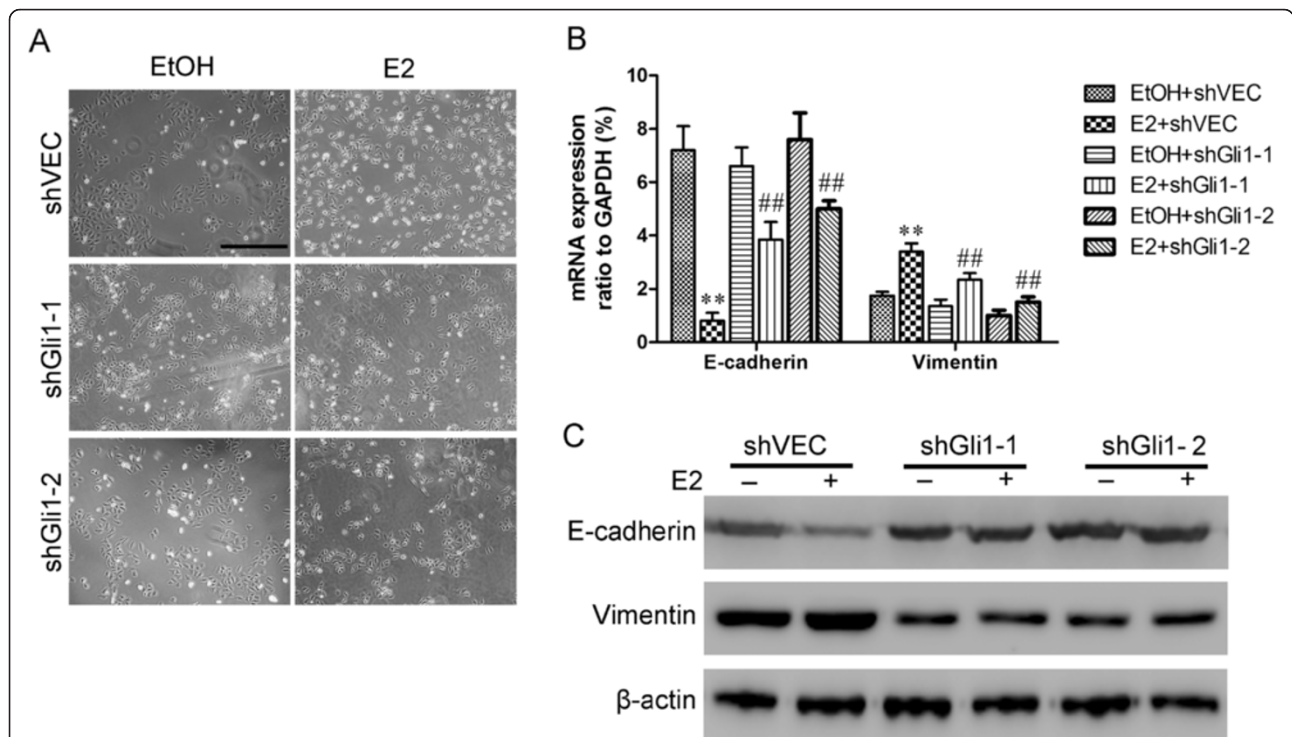 A
EtOH E2
shVEC
shGli1-1
shGli1-2
B
mRNA expression
ratio to GAPDH (%)
10
8
6
4
2
0
**
##
##
**
##
##
E-cadherin Vimentin
EtOH+shVEC
E2+shVEC
EtOH+shGli1-1
E2+shGli1-1
EtOH+shGli1-2
E2+shGli1-2
C
shVEC shGli1-1 shGli1- 2
E2 – + – + – +
E-cadherin
Vimentin
β-actin